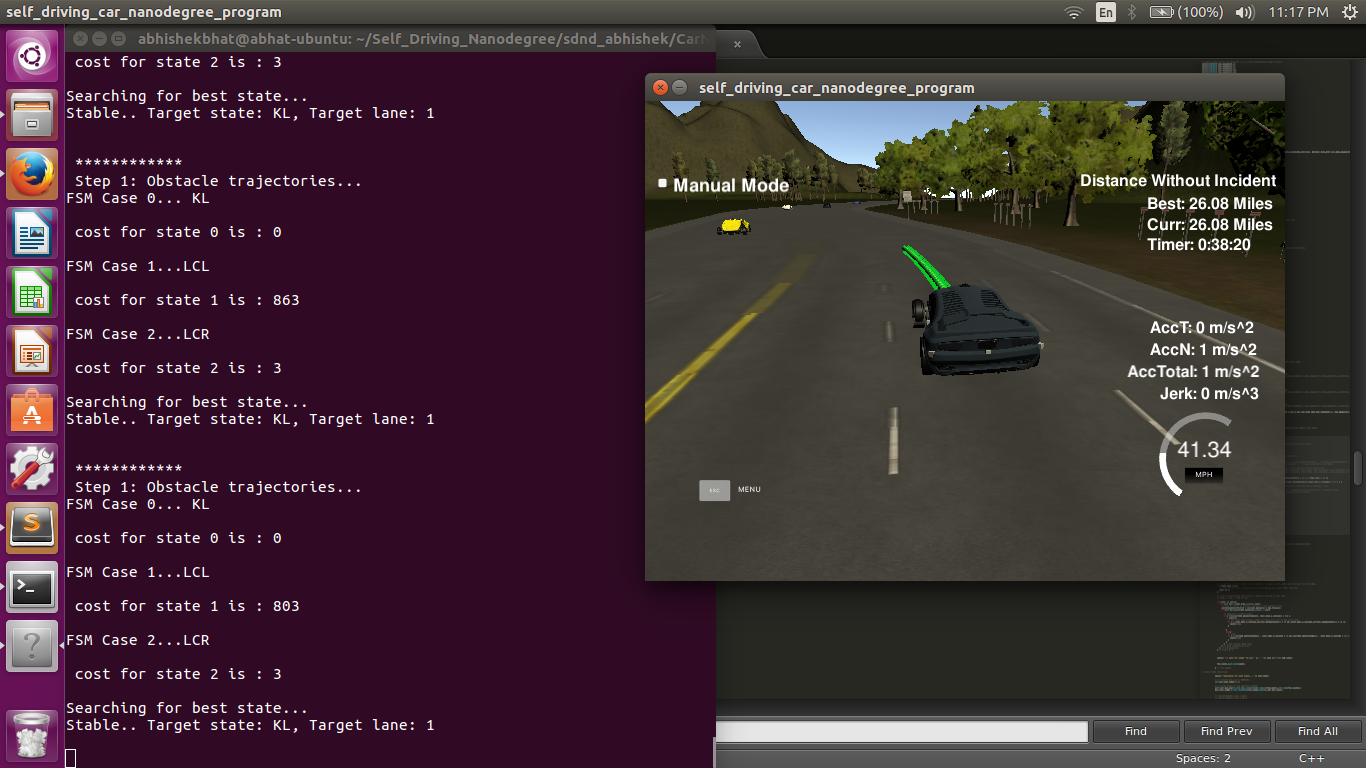 self_driving_car_nanodegree_program
En
(100%)
11:17 PM
abhishekbhat@abhat-ubuntu: ~/Self_Driving_Nanodegree/sdnd_abhishek/CarN
cost for state 2 is : 3
Searching for best state...
Stable.. Target state: KL, Target lane: 1
************
Step 1: Obstacle trajectories...
FSM Case 0... KL
cost for state 0 is : 0
FSM Case 1...LCL
cost for state 1 is : 863
FSM Case 2...LCR
cost for state 2 is : 3
Searching for best state...
Stable.. Target state: KL, Target lane: 1
************
Step 1: Obstacle trajectories...
FSM Case 0... KL
cost for state 0 is : 0
FSM Case 1...LCL
cost for state 1 is : 803
FSM Case 2...LCR
cost for state 2 is : 3
Searching for best state...
Stable.. Target state: KL, Target lane: 1
self_driving_car_nanodegree_program
Manual Mode
Distance Without Incident
Best: 26.08 Miles
Curr: 26.08 Miles
Timer: 0:38:20
AccT: 0 m/s^2
AccN: 1 m/s^2
AccTotal: 1 m/s^2
Jerk: 0 m/s^3
41.34
MPH
ESC
MENU
Find
Find Prev
Find All
Spaces: 2
C++